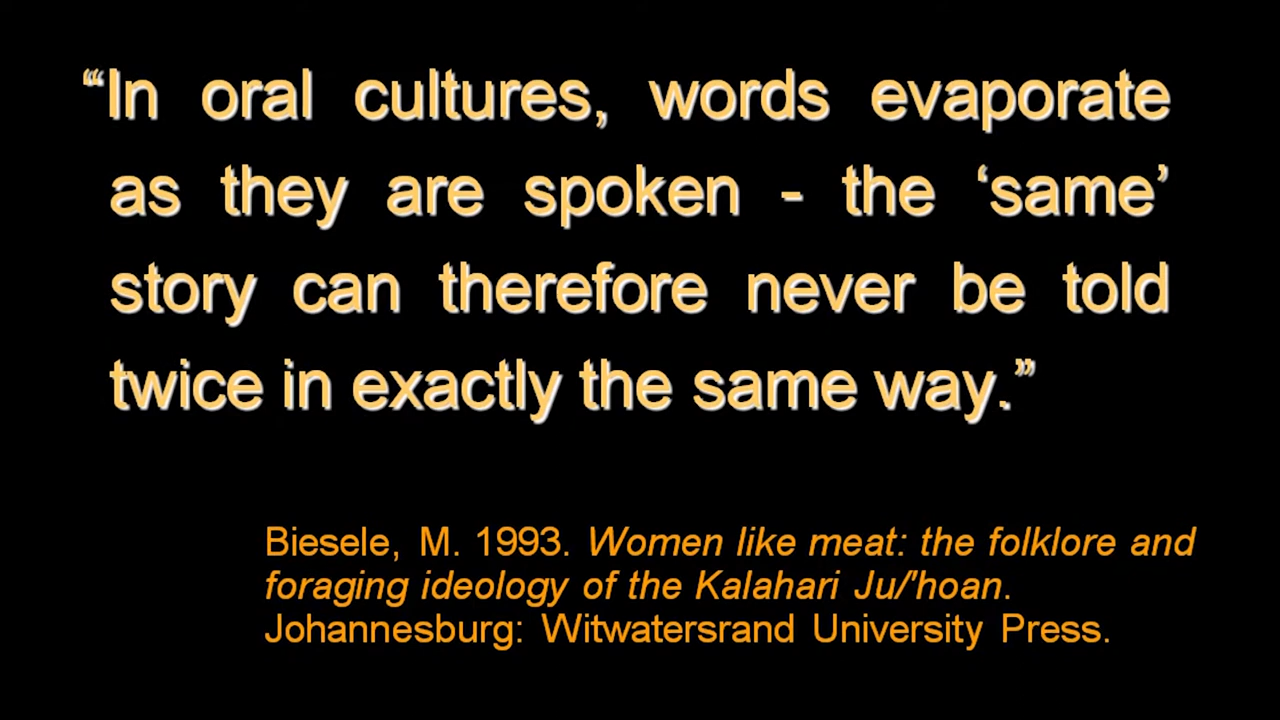 “In oral cultures, words evaporate
as they are spoken - the ‘same’
story can therefore never be told
twice in exactly the same way.”
Biesele, M. 1993. Women like meat: the folklore and
foraging ideology of the Kalahari Ju/'hoan.
Johannesburg: Witwatersrand University Press.